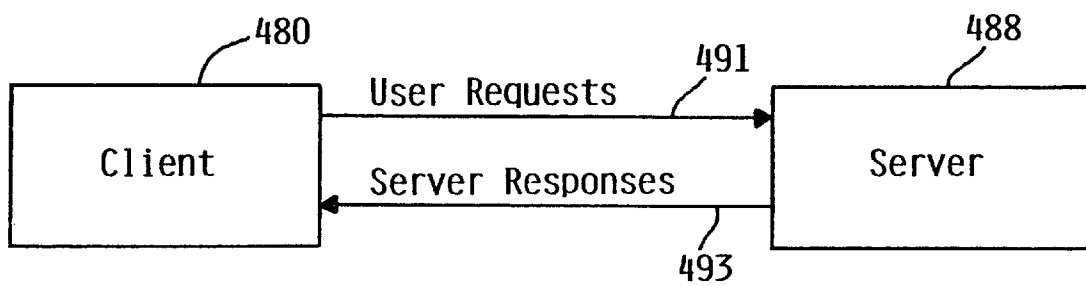 480
488
491
User Requests
Client
Server
Server Responses
493